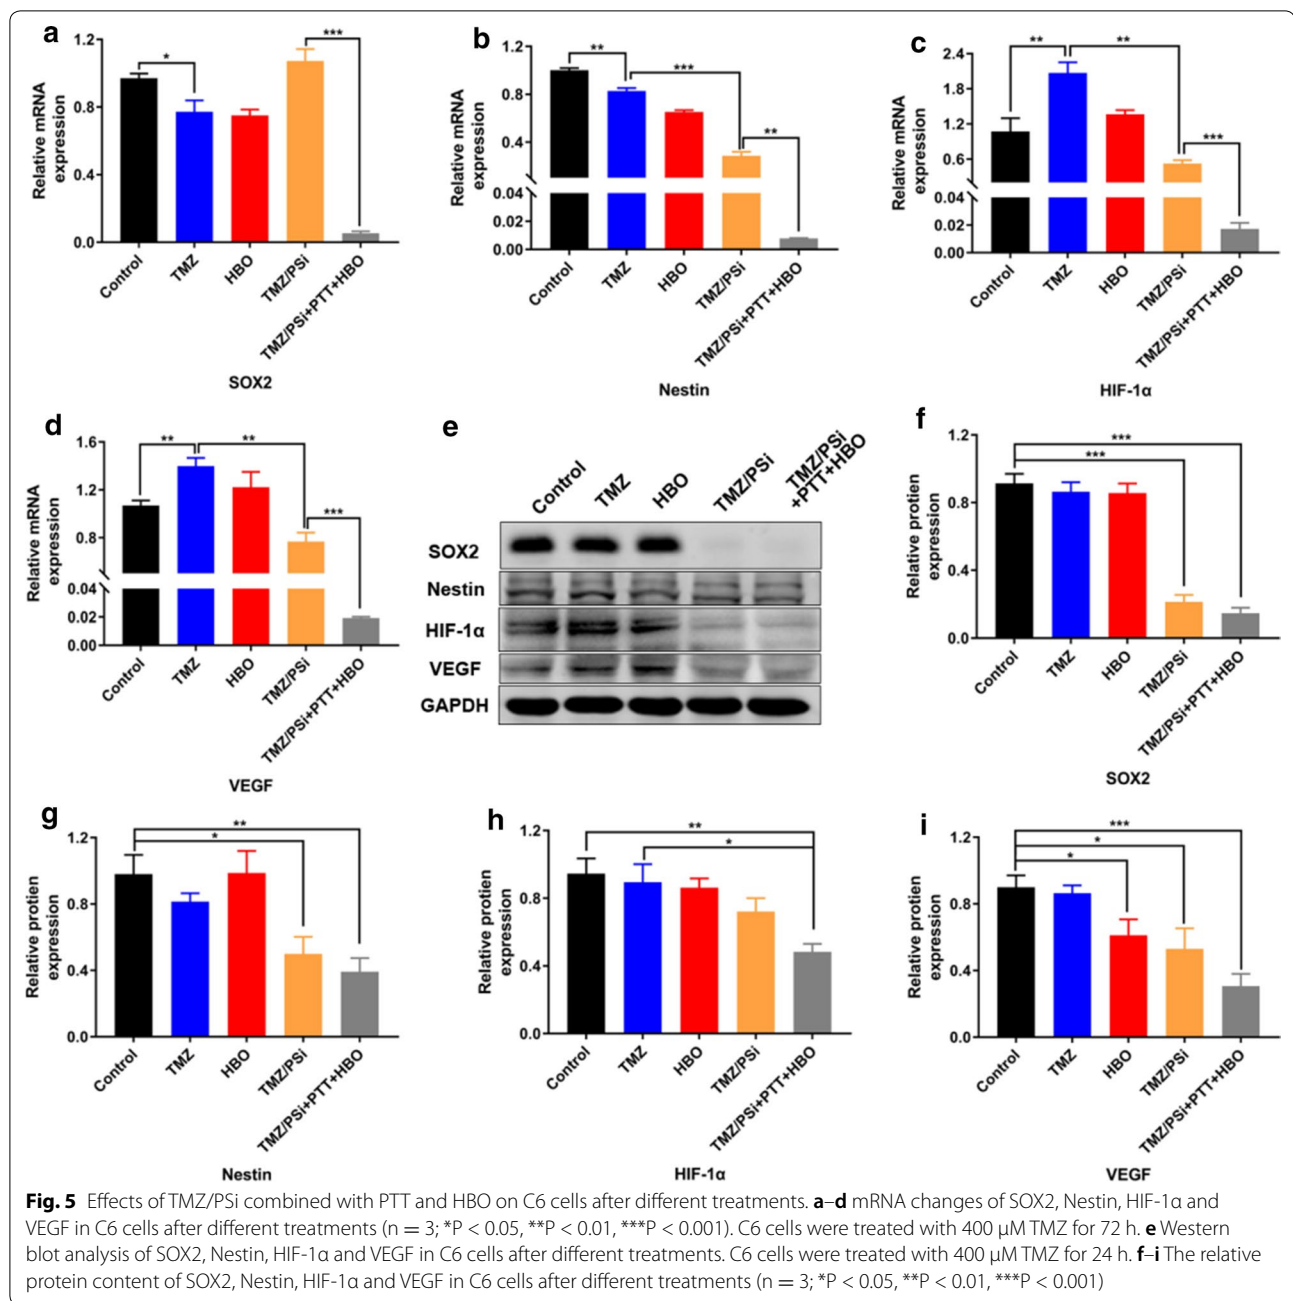 a
Relative mRNA
expression
1.2
0.8
0.4
0.0
*
***
Control
TMZ
HBO
TMZ/PSi
TMZ/PSi+PTT+HBO
SOX2
b
Relative mRNA
expression
1.2
0.8
0.4
0.04
0.02
0.00
**
***
**
Control
TMZ
HBO
TMZ/PSi
TMZ/PSi+PTT+HBO
Nestin
c
Relative mRNA
expression
2.4
1.8
1.2
0.6
0.04
0.02
0.00
**
**
***
Control
TMZ
HBO
TMZ/PSi
TMZ/PSi+PTT+HBO
HIF-1α
d
Relative mRNA
expression
1.6
1.2
0.8
0.04
0.02
0.00
**
**
***
Control
TMZ
HBO
TMZ/PSi
TMZ/PSi+PTT+HBO
VEGF
e
Control
TMZ
HBO
TMZ/PSi
TMZ/PSi
+PTT+HBO
SOX2
Nestin
HIF-1α
VEGF
GAPDH
f
Relative protien
expression
1.2
0.8
0.4
0.0
***
***
Control
TMZ
HBO
TMZ/PSi
TMZ/PSi+PTT+HBO
SOX2
g
Relative protien
expression
1.2
0.8
0.4
0.0
**
*
Control
TMZ
HBO
TMZ/PSi
TMZ/PSi+PTT+HBO
Nestin
h
Relative protien
expression
1.2
0.8
0.4
0.0
**
*
Control
TMZ
HBO
TMZ/PSi
TMZ/PSi+PTT+HBO
HIF-1α
i
Relative protien
expression
1.2
0.8
0.4
0.0
***
*
*
Control
TMZ
HBO
TMZ/PSi
TMZ/PSi+PTT+HBO
VEGF
Fig. 5 Effects of TMZ/PSi combined with PTT and HBO on C6 cells after different treatments. a–d mRNA changes of SOX2, Nestin, HIF-1α and
VEGF in C6 cells after different treatments (n = 3; *P < 0.05, **P < 0.01, ***P < 0.001). C6 cells were treated with 400 μM TMZ for 72 h. e Western
blot analysis of SOX2, Nestin, HIF-1α and VEGF in C6 cells after different treatments. C6 cells were treated with 400 μM TMZ for 24 h. f–i The relative
protein content of SOX2, Nestin, HIF-1α and VEGF in C6 cells after different treatments (n = 3; *P < 0.05, **P < 0.01, ***P < 0.001)